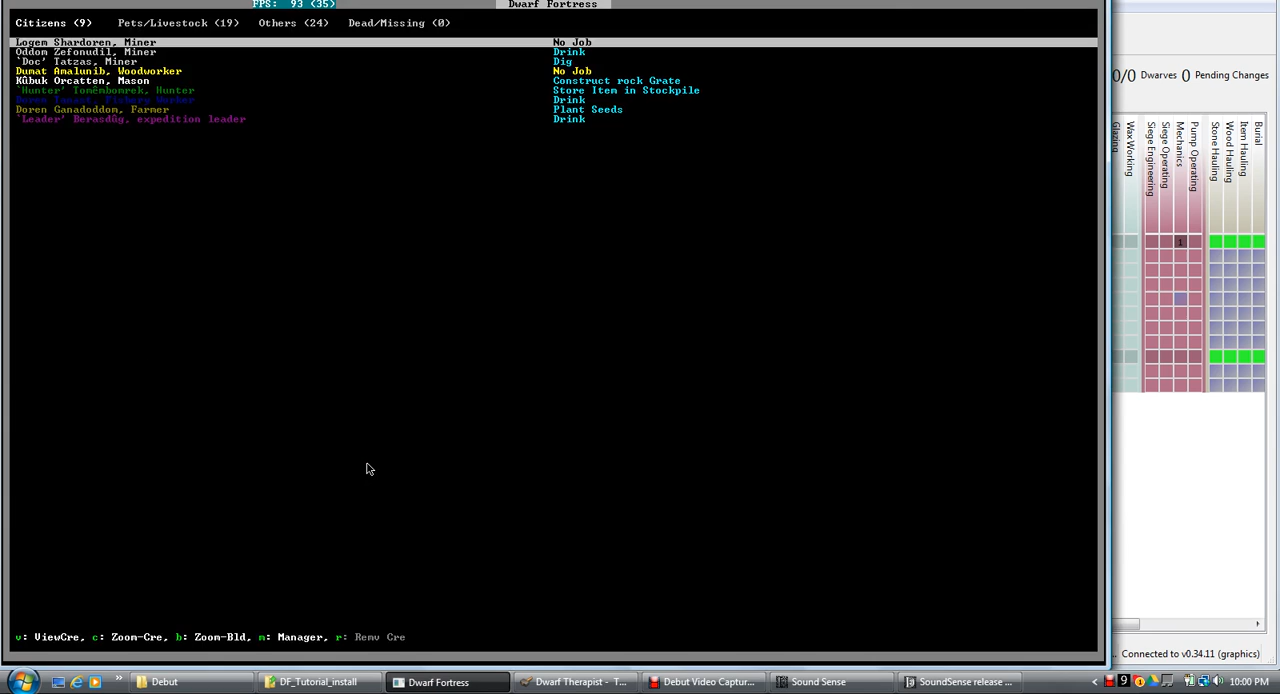 FPS: 93 (35) Dwarf Fortress
Citizens (9) Pets/Livestock (19) Others (24) Dead/Missing (0)
Logem Shardoren, Miner No Job
Oddom Zefonudil, Miner Drink
`Doc' Tatzas, Miner Dig
Dumat Amalunib, Woodworker No Job
Kûbuk Orcatten, Mason Construct rock Grate
`Hunter' Tomêmbomrek, Hunter Store Item in Stockpile
Fishery Worker Drink
Doren Ganadoddom, Farmer Plant Seeds
`Leader' Berasdûg, expedition leader Drink
v: ViewCre, c: Zoom-Cre, b: Zoom-Bld, m: Manager, r: Remv Cre
0/0 Dwarves 0 Pending Changes
Glazing
Wax Working
Siege Engineering
Siege Operating
Mechanics
Pump Operating
Stone Hauling
Wood Hauling
Item Hauling
Burial
1
... Connected to v0.34.11 (graphics)
Debut DF_Tutorial_install Dwarf Fortress Dwarf Therapist - T... Debut Video Captur... Sound Sense SoundSense release ... 9 10:00 PM